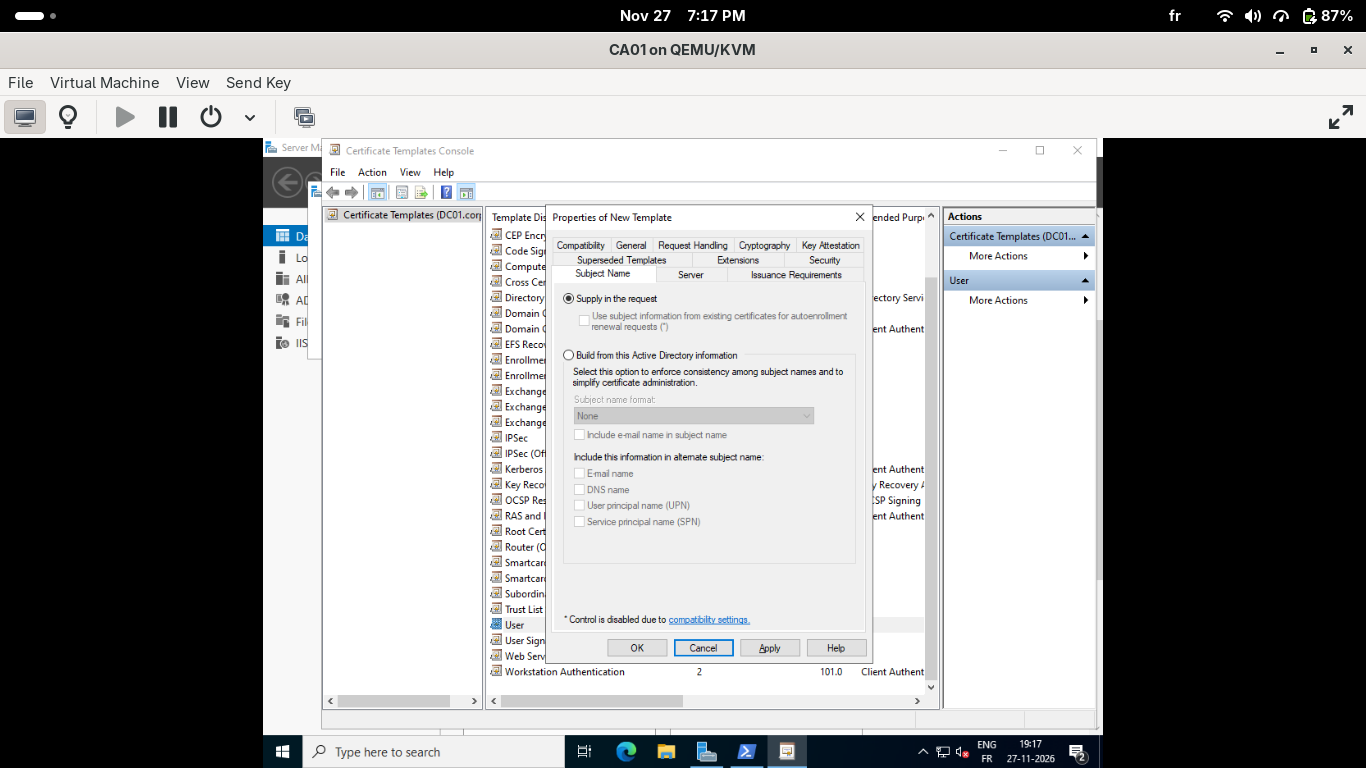 Nov 27 7:17 PM
fr
87%
CA01 on QEMU/KVM
File Virtual Machine View Send Key
Server Ma
Certificate Templates Console
File Action View Help
Da
Lo
All
AD
File
IIS
Certificate Templates (DC01.corp
Template Dis
ended Purpo
CEP Encry
Code Sign
Compute
Cross Cer
Directory
ectory Servi
Domain C
Domain C
ent Authent
EFS Recov
Enrollmen
Enrollmen
Exchange
Exchange
Exchange
IPSec
IPSec (Off
Kerberos
ent Authent
Key Recov
y Recovery A
OCSP Res
CSP Signing
RAS and I
ent Authent
Root Cert
Router (O
Smartcard
Smartcard
Subordina
Trust List
User
User Sign
Web Serv
Workstation Authentication 2 101.0 Client Authent
Properties of New Template
Compatibility General Request Handling Cryptography Key Attestation
Superseded Templates Extensions Security
Subject Name Server Issuance Requirements
Supply in the request
Use subject information from existing certificates for autoenrollment
renewal requests (*)
Build from this Active Directory information
Select this option to enforce consistency among subject names and to
simplify certificate administration.
Subject name format:
None
Include e-mail name in subject name
Include this information in alternate subject name:
E-mail name
DNS name
User principal name (UPN)
Service principal name (SPN)
* Control is disabled due to compatibility settings.
OK Cancel Apply Help
Actions
Certificate Templates (DC01...
More Actions
User
More Actions
Type here to search
ENG
FR
19:17
27-11-2026
2